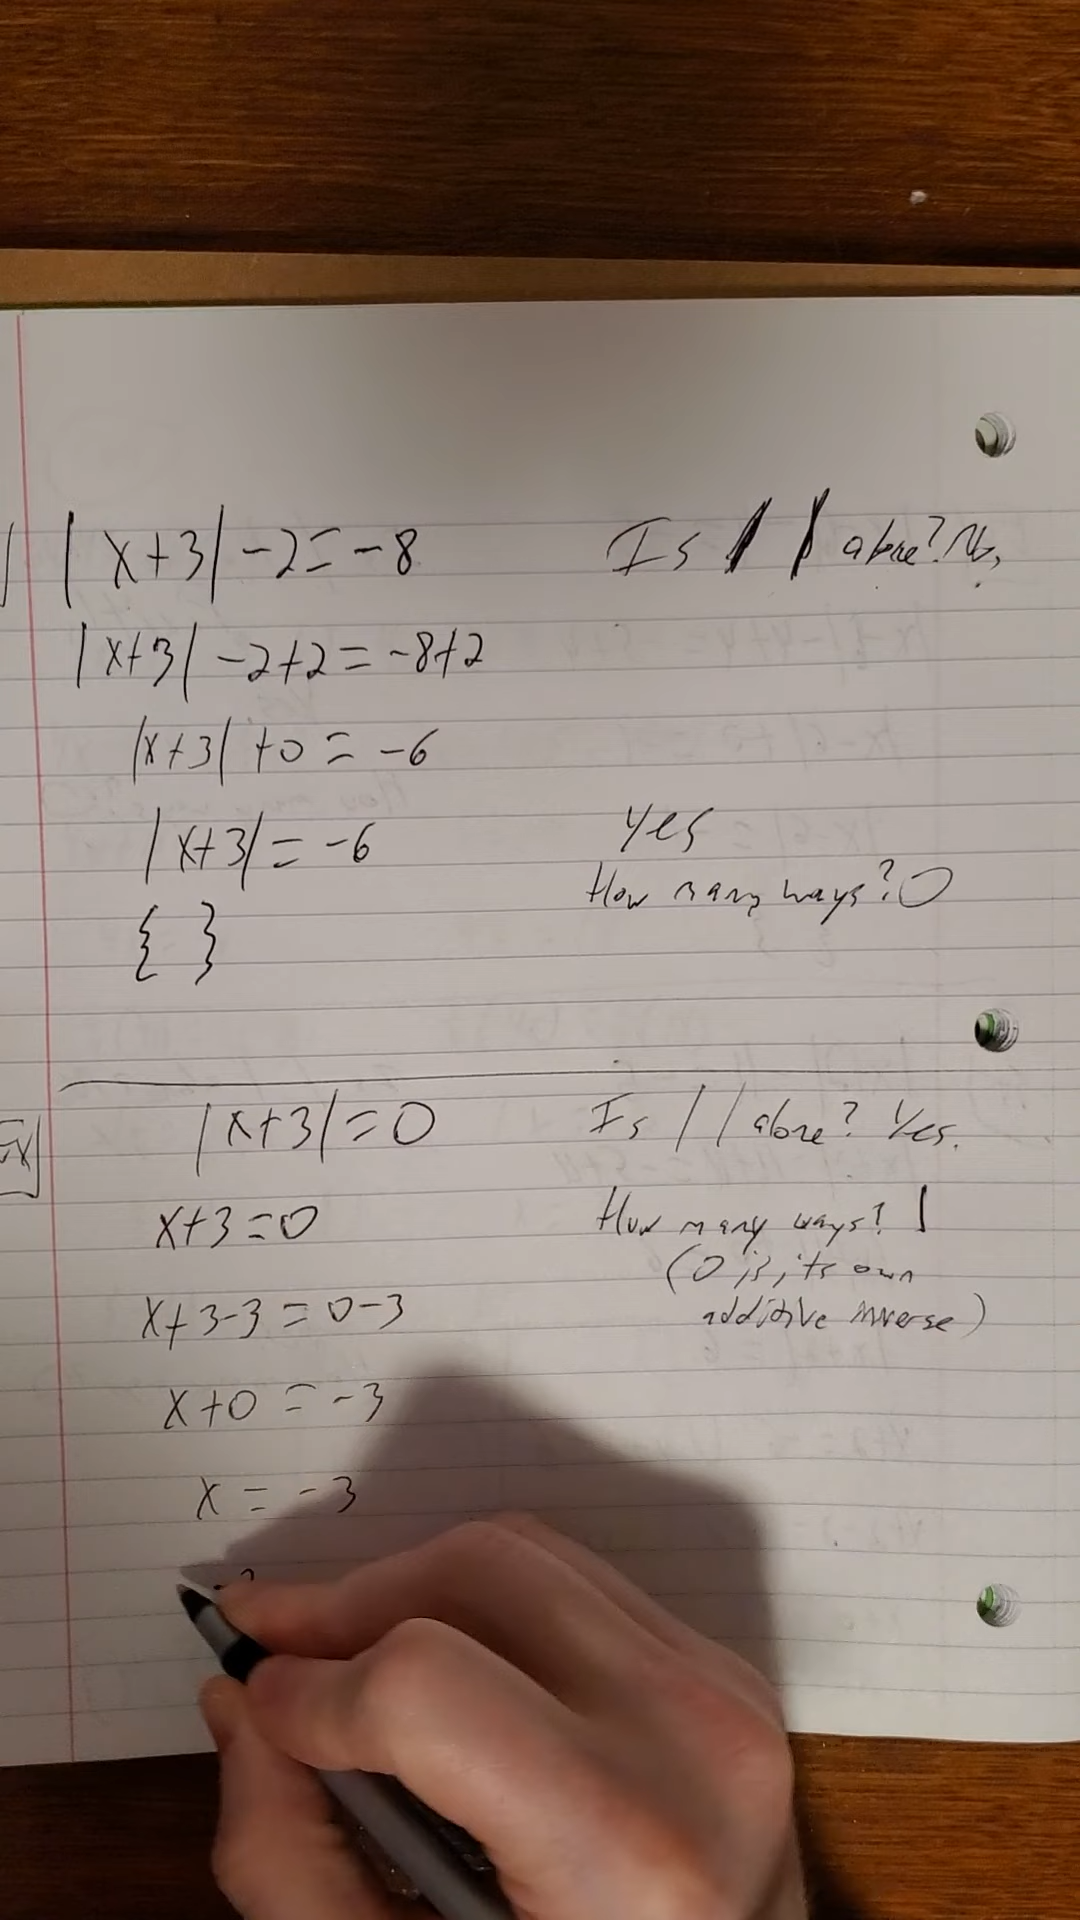 |x+3| -2 = -8 Is | | alone? No.
|x+3| -2+2 = -8+2
|x+3| +0 = -6
|x+3| = -6 Yes
How many ways? 0
{ }
Ex |x+3| = 0 Is | | alone? Yes.
x+3 = 0 How many ways? 1
(0 is its own
x+3-3 = 0-3 additive inverse)
x+0 = -3
x = -3